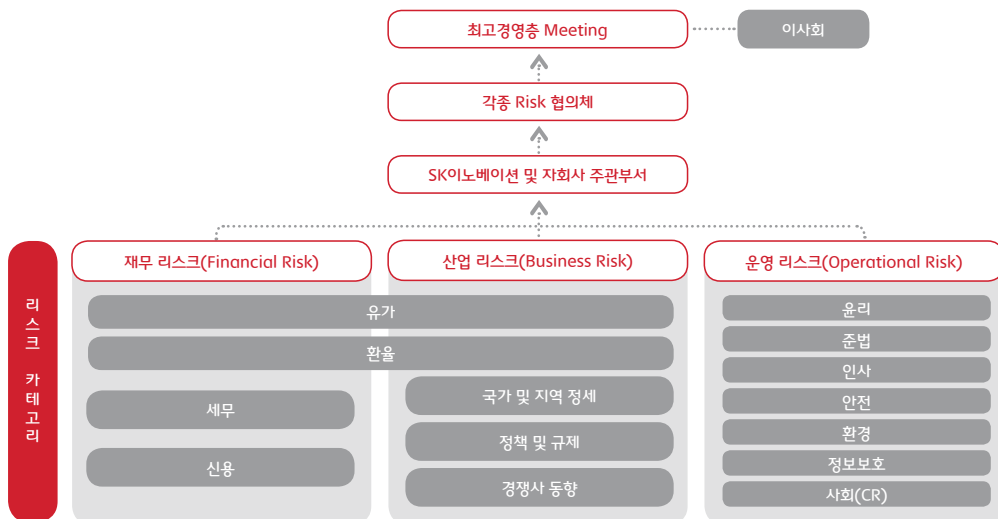 최고경영층 Meeting
이사회
각종 Risk 협의체
SK이노베이션 및 자회사 주관부서
리스크 카테고리
재무 리스크(Financial Risk)
산업 리스크(Business Risk)
운영 리스크(Operational Risk)
유가
환율
세무
신용
국가 및 지역 정세
정책 및 규제
경쟁사 동향
윤리
준법
인사
안전
환경
정보보호
사회(CR)